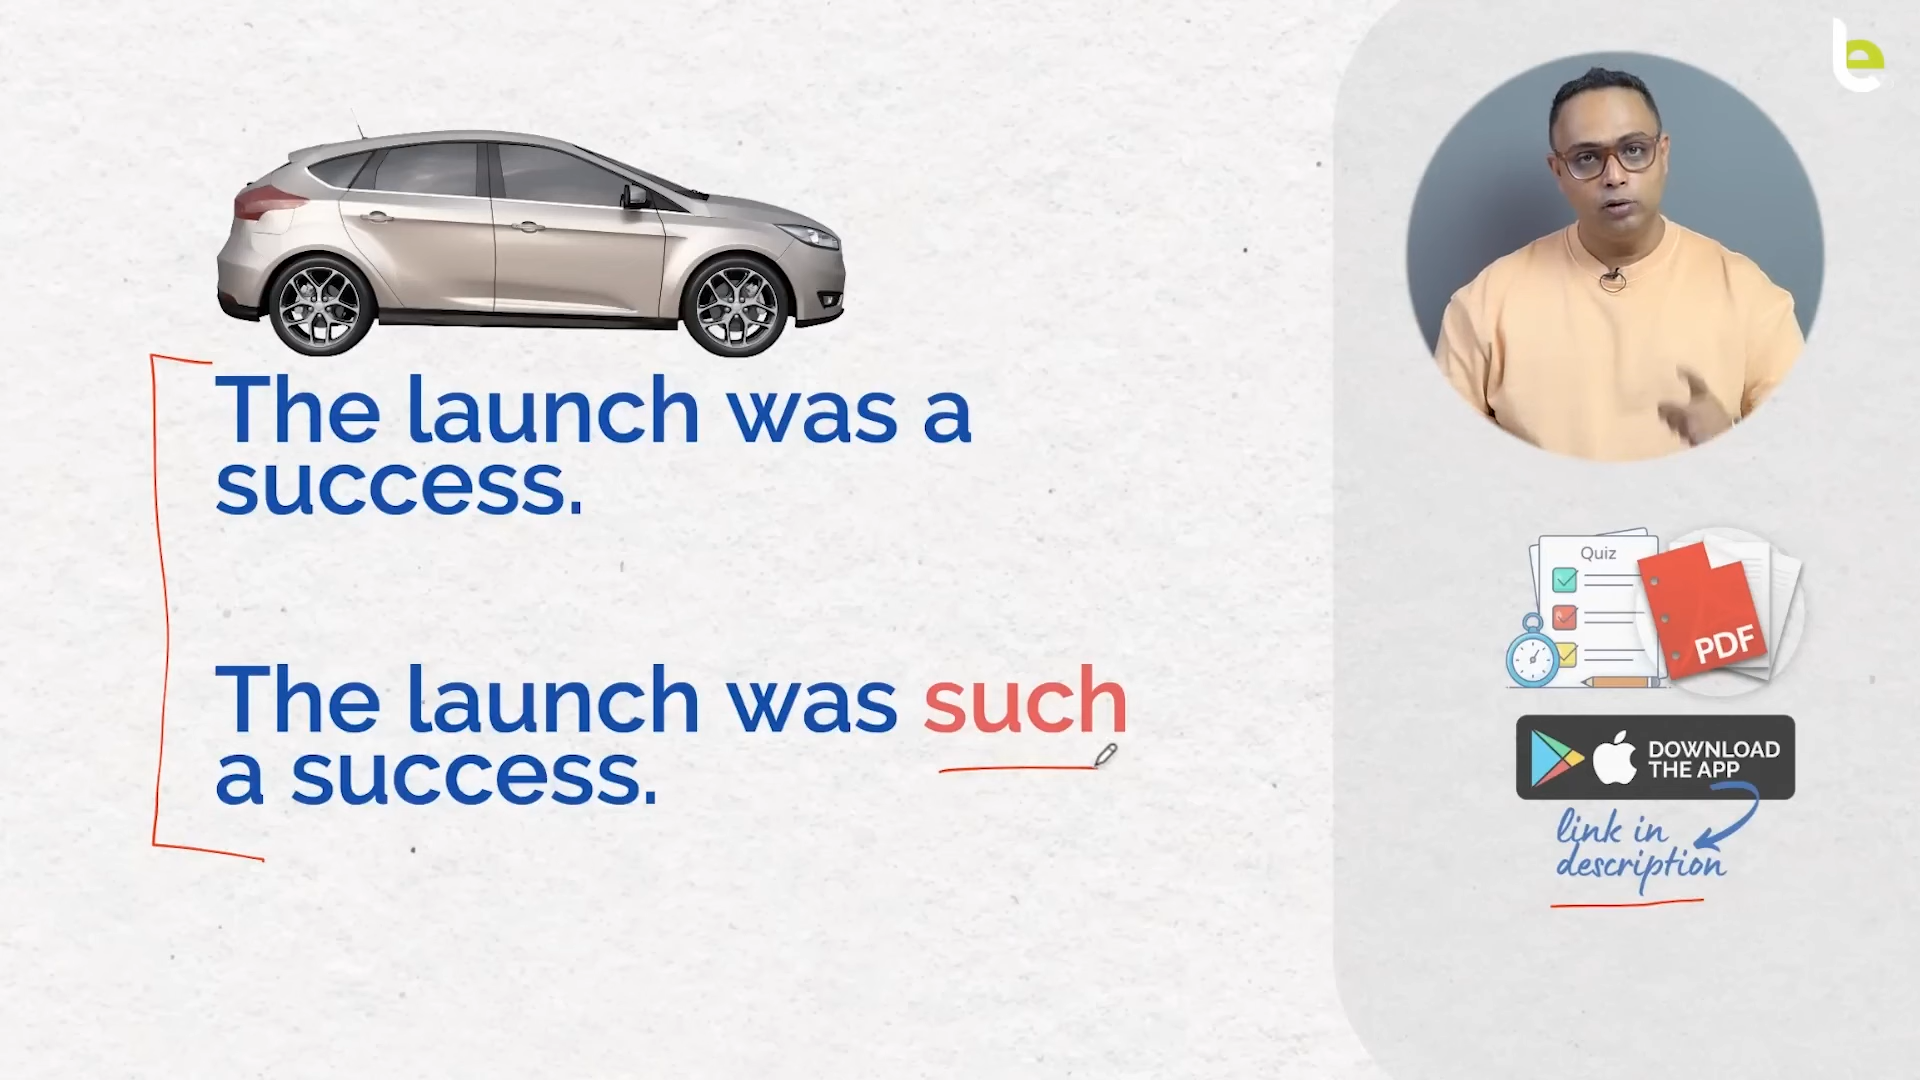 The launch was a
success.
The launch was such
a success.
Quiz
PDF
DOWNLOAD
THE APP
link in
description